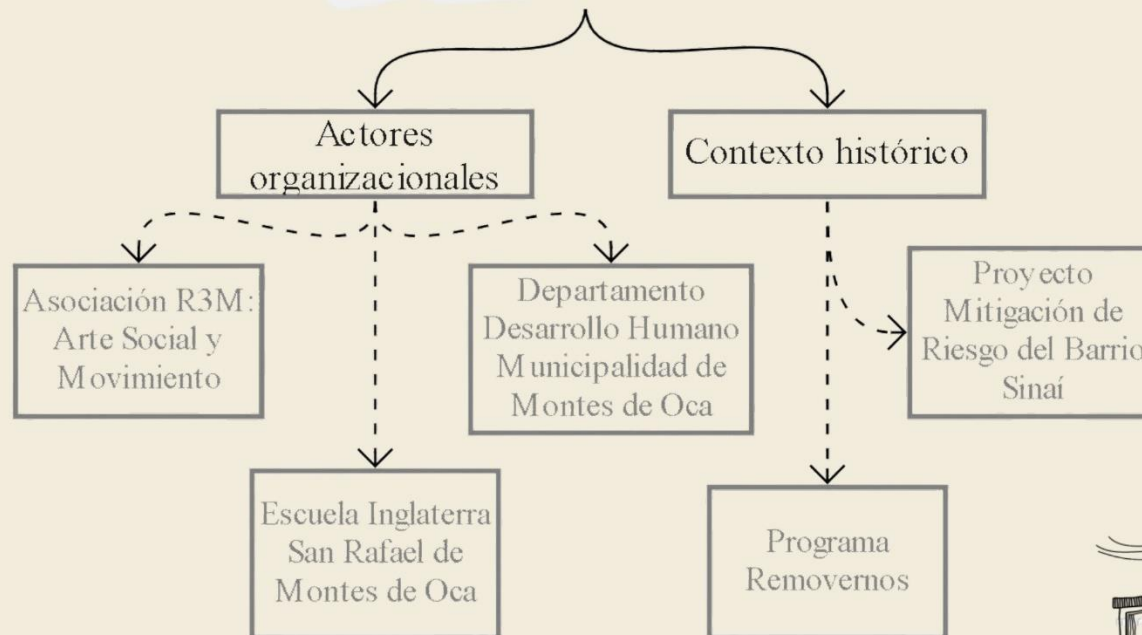 Actores
organizacionales
Contexto histórico
Asociación R3M:
Arte Social y
Movimiento
Departamento
Desarrollo Humano
Municipalidad de
Montes de Oca
Proyecto
Mitigación de
Riesgo del Barrio
Sinaí
Escuela Inglaterra
San Rafael de
Montes de Oca
Programa
Removernos